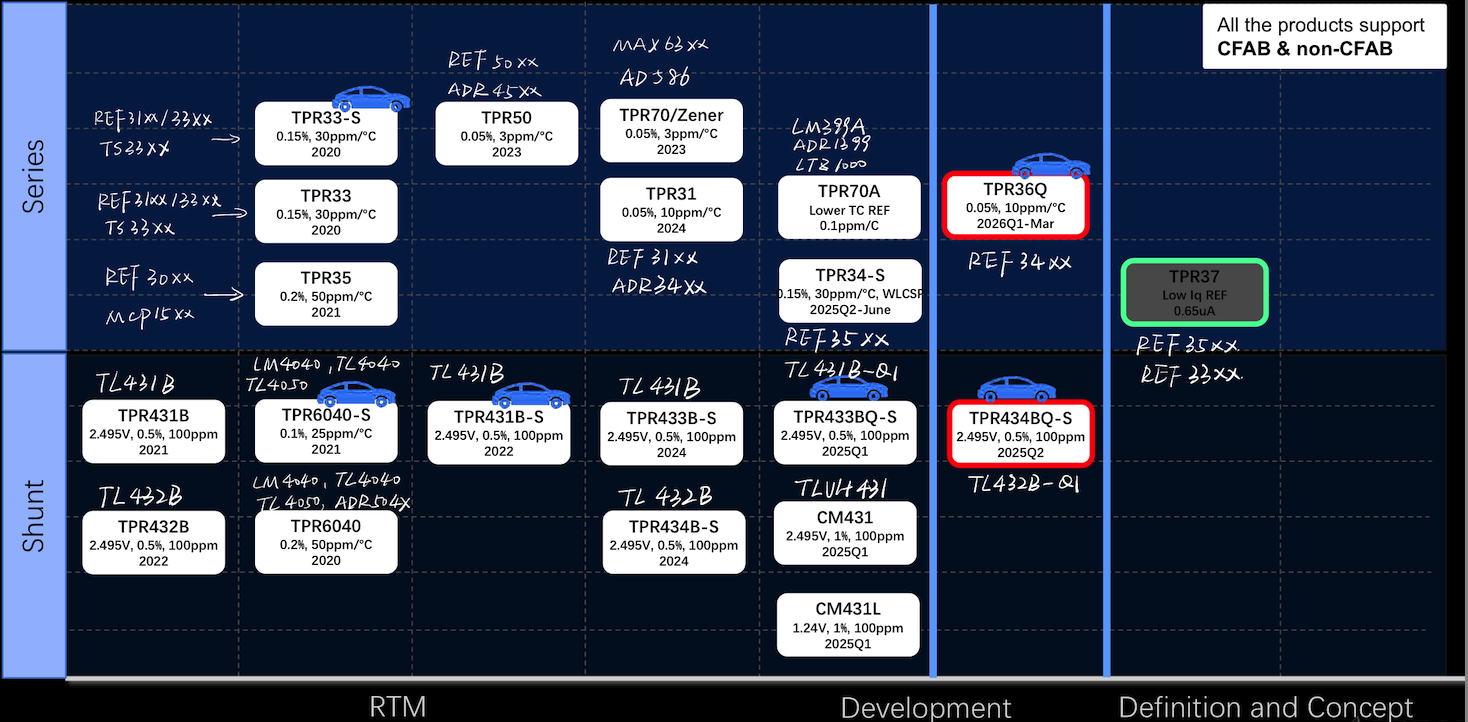 All the products support
CFAB & non-CFAB
Series
REF31xx/33xx
TS33xx
TPR33-S
0.15%, 30ppm/°C
2020
REF50xx
ADR45xx
TPR50
0.05%, 3ppm/°C
2023
MAX63xx
AD586
TPR70/Zener
0.05%, 3ppm/°C
2023
REF31xx/33xx
TS33xx
TPR33
0.15%, 30ppm/°C
2020
TPR31
0.05%, 10ppm/°C
2024
REF31xx
ADR34xx
LM399A
ADR1399
LTZ1000
TPR70A
Lower TC REF
0.1ppm/C
TPR36Q
0.05%, 10ppm/°C
2026Q1-Mar
REF34xx
REF30xx
MCP15xx
TPR35
0.2%, 50ppm/°C
2021
TPR34-S
0.15%, 30ppm/°C, WLCSP
2025Q2-June
REF35xx
TPR37
Low Iq REF
0.65uA
REF35xx
REF33xx
Shunt
TL431B
TPR431B
2.495V, 0.5%, 100ppm
2021
LM4040, TL4040
TL4050
TPR6040-S
0.1%, 25ppm/°C
2021
TL431B
TPR431B-S
2.495V, 0.5%, 100ppm
2022
TL431B
TPR433B-S
2.495V, 0.5%, 100ppm
2024
TL431B-Q1
TPR433BQ-S
2.495V, 0.5%, 100ppm
2025Q1
TPR434BQ-S
2.495V, 0.5%, 100ppm
2025Q2
TL432B-Q1
TL432B
TPR432B
2.495V, 0.5%, 100ppm
2022
LM4040, TL4040
TL4050, ADR504X
TPR6040
0.2%, 50ppm/°C
2020
TL432B
TPR434B-S
2.495V, 0.5%, 100ppm
2024
TLVH431
CM431
2.495V, 1%, 100ppm
2025Q1
CM431L
1.24V, 1%, 100ppm
2025Q1
RTM
Development
Definition and Concept